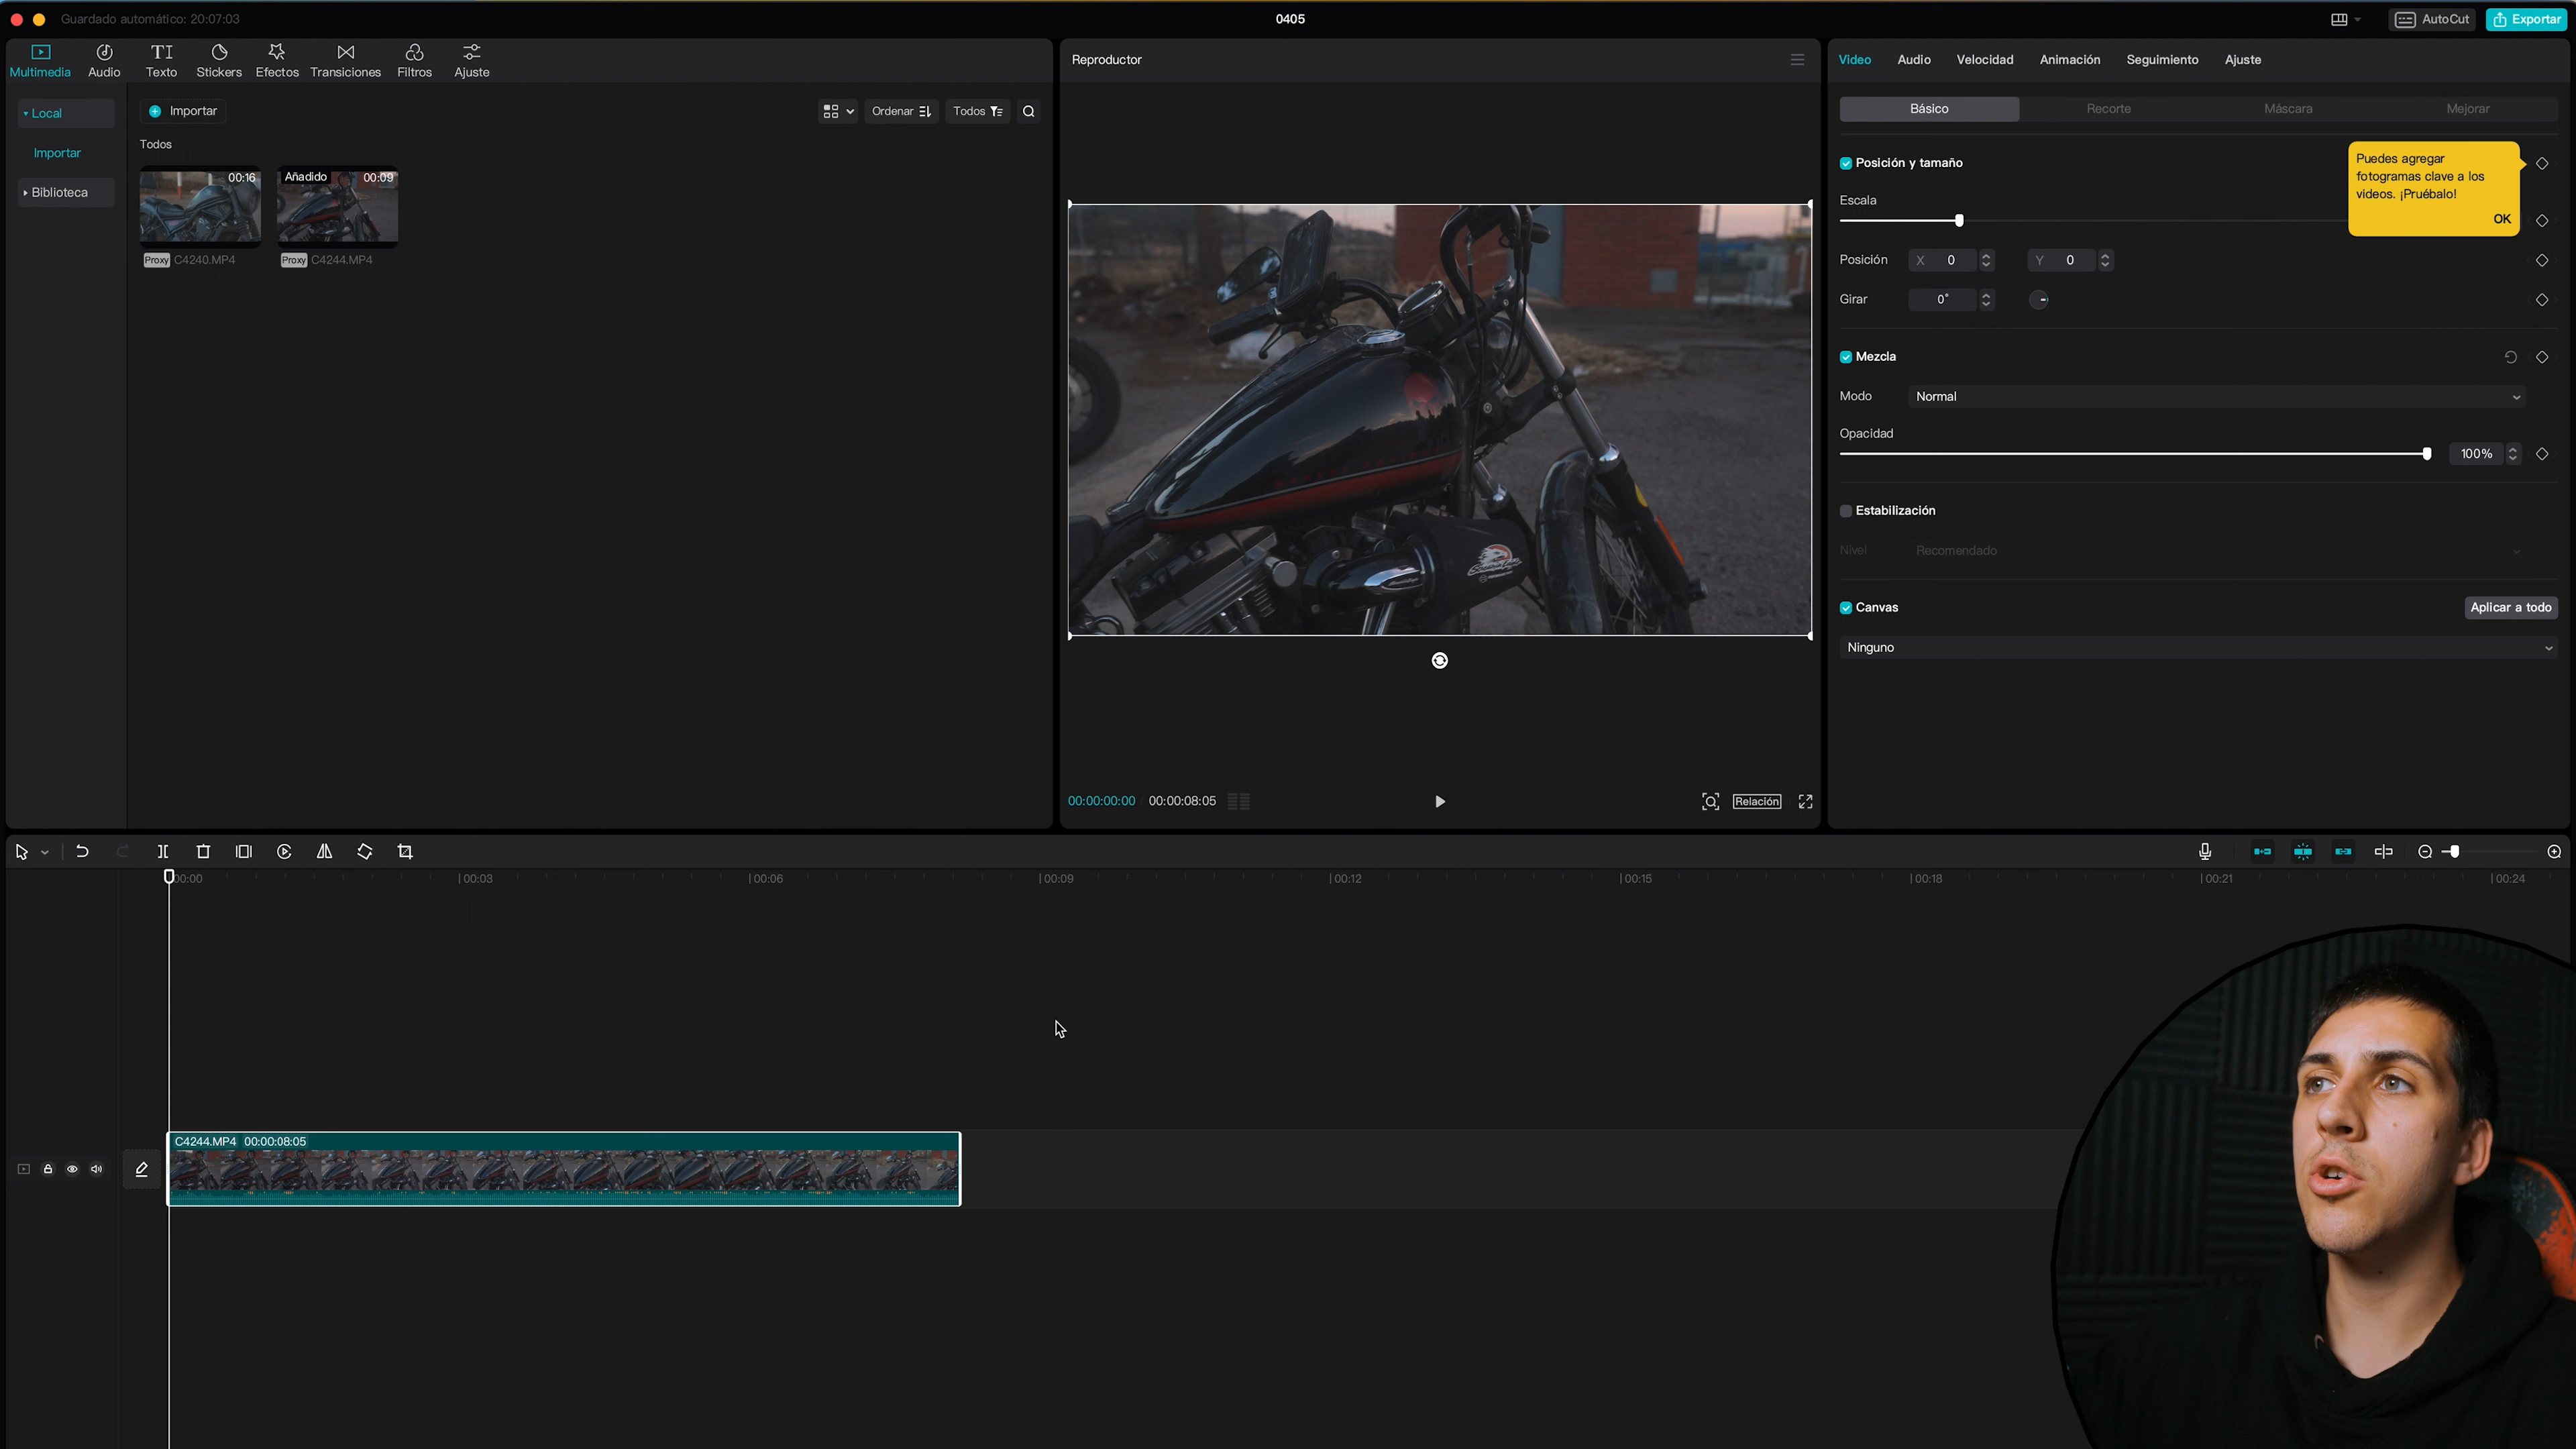 Guardado automático: 20:07:03
0405
AutoCut
Exportar
Multimedia
Audio
Texto
Stickers
Efectos
Transiciones
Filtros
Ajuste
Local
Importar
Biblioteca
Importar
Ordenar
Todos
Todos
00:16
Añadido
00:09
Proxy
C4240.MP4
Proxy
C4244.MP4
Reproductor
00:00:00:00
00:00:08:05
Relación
Video
Audio
Velocidad
Animación
Seguimiento
Ajuste
Básico
Recorte
Máscara
Mejorar
Posición y tamaño
Puedes agregar
fotogramas clave a los
videos. ¡Pruébalo!
OK
Escala
Posición
X 0
Y 0
Girar
0°
Mezcla
Modo
Normal
Opacidad
100%
Estabilización
Nivel
Recomendado
Canvas
Aplicar a todo
Ninguno
00:00
00:03
00:06
00:09
00:12
00:15
00:18
00:21
00:24
C4244.MP4 00:00:08:05